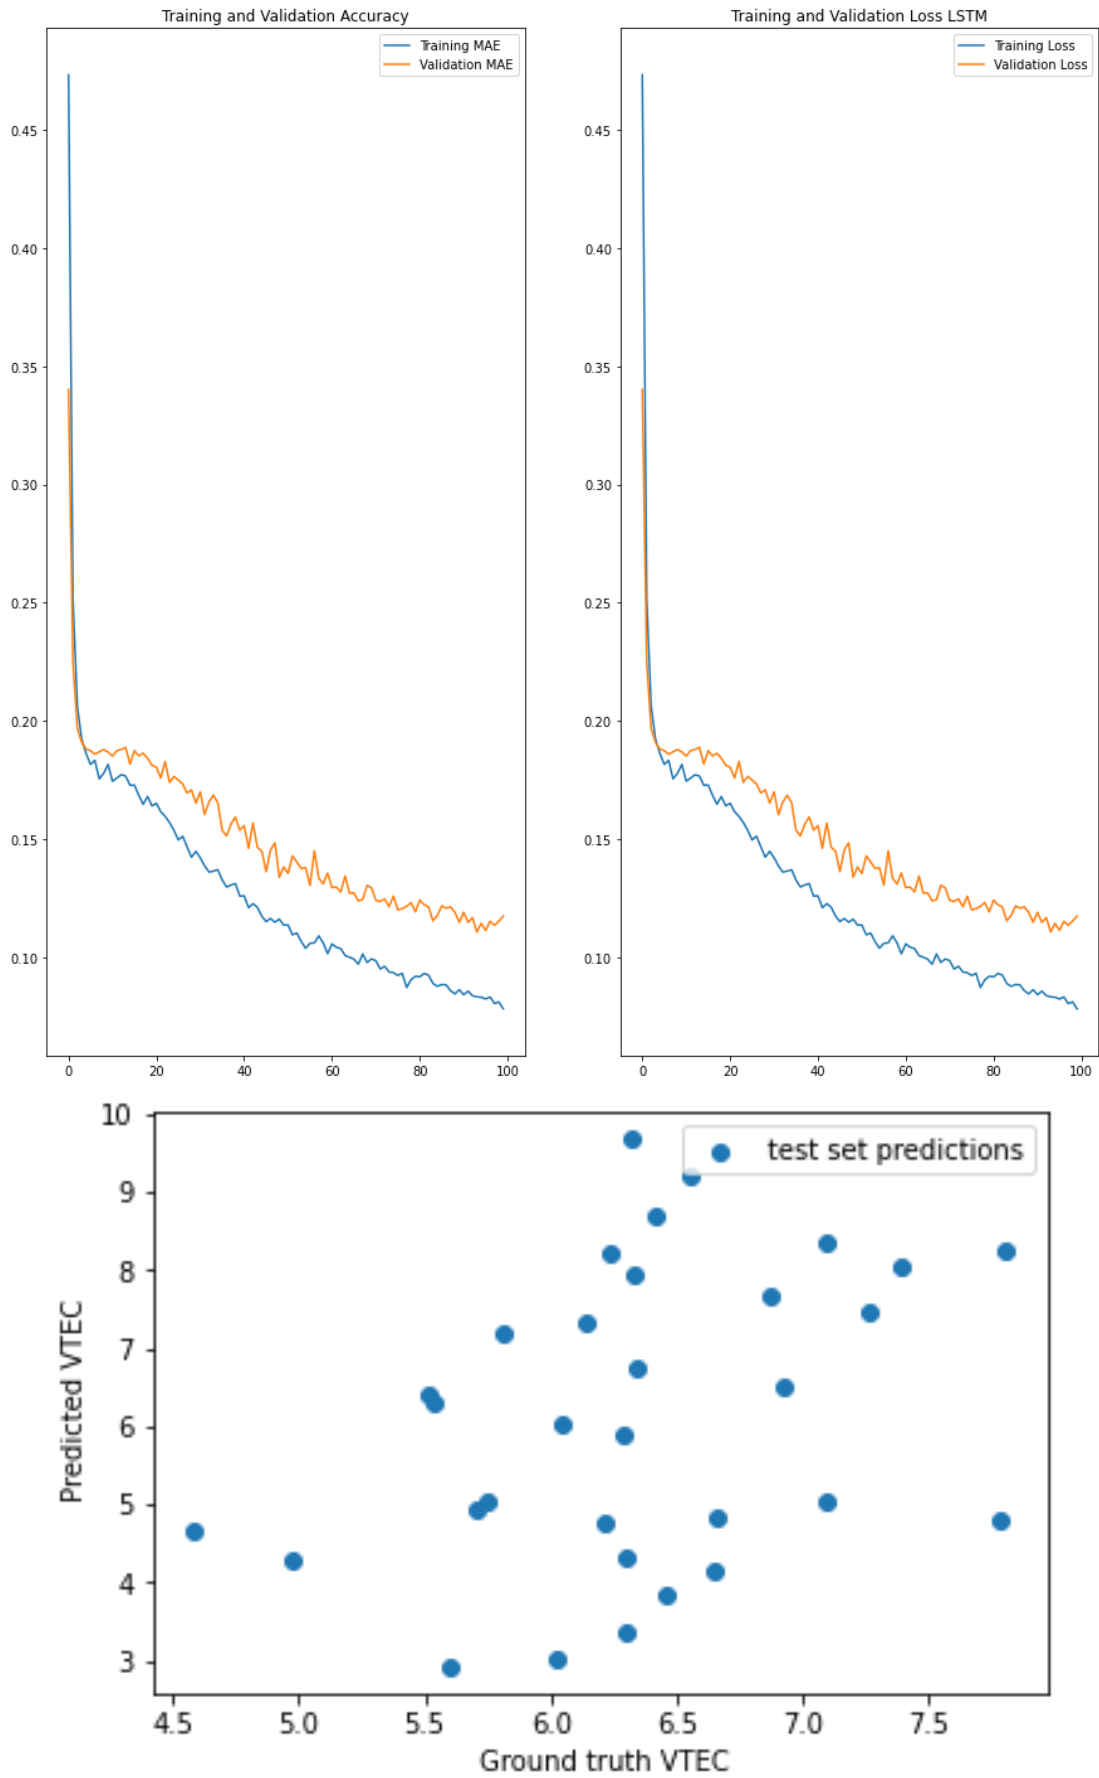 Training and Validation Accuracy
Training MAE
Validation MAE
0.45
0.40
0.35
0.30
0.25
0.20
0.15
0.10
0 20 40 60 80 100
Training and Validation Loss LSTM
Training Loss
Validation Loss
0.45
0.40
0.35
0.30
0.25
0.20
0.15
0.10
0 20 40 60 80 100
test set predictions
Predicted VTEC
10
9
8
7
6
5
4
3
4.5 5.0 5.5 6.0 6.5 7.0 7.5
Ground truth VTEC